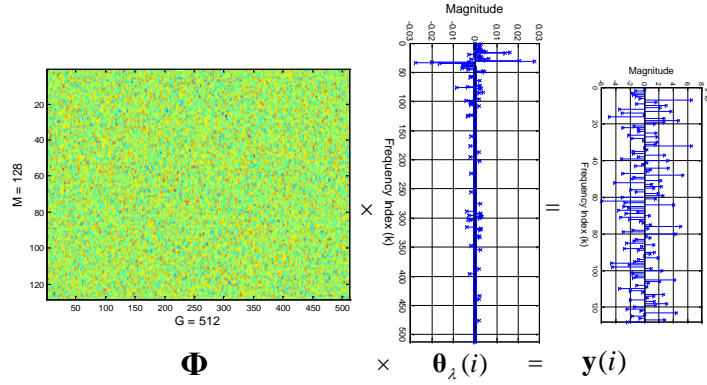 20
40
60
80
100
120
M = 128
50 100 150 200 250 300 350 400 450 500
G = 512
×
Magnitude
-0.03 -0.02 -0.01 0 0.01 0.02 0.03
0
50
100
150
200
250
300
350
400
450
500
Frequency Index (k)
=
Magnitude
-6 -4 -2 0 2 4 6 8
0
20
40
60
80
100
120
Frequency Index (k)
Φ × θλ(i) = y(i)